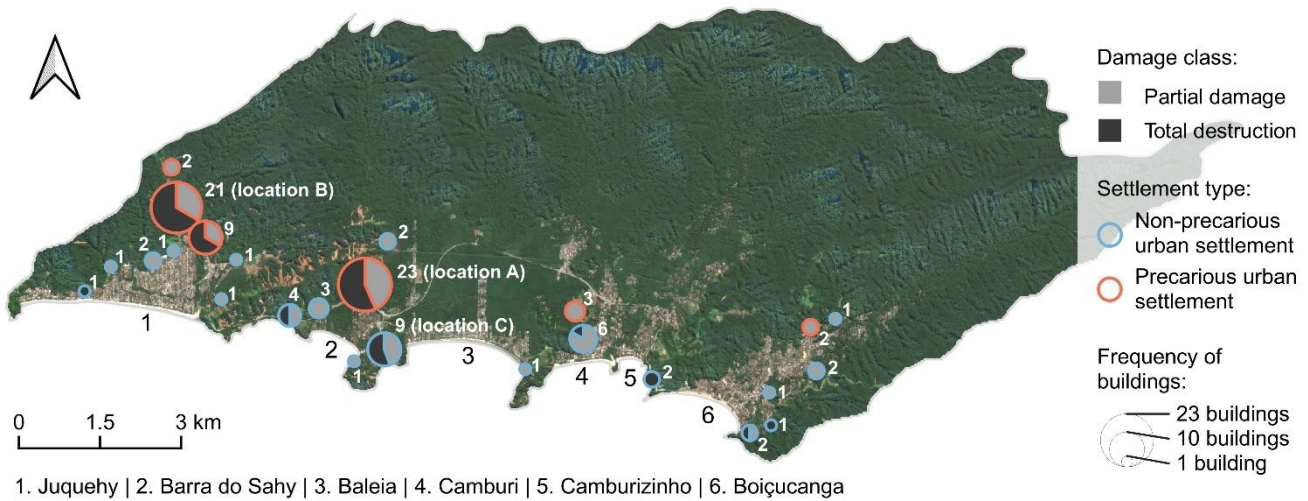 Damage class:
Partial damage
Total destruction
Settlement type:
Non-precarious
urban settlement
Precarious urban
settlement
Frequency of
buildings:
23 buildings
10 buildings
1 building
2
21 (location B)
9
1
2
1
1
1
1
2
23 (location A)
4
3
9 (location C)
1
1
3
6
2
1
2
2
1
1
2
1
2
3
4
5
6
0 1.5 3 km
1. Juquehy | 2. Barra do Sahy | 3. Baleia | 4. Camburi | 5. Camburizinho | 6. Boiçucanga